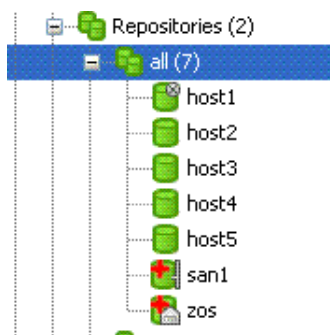 Repositories (2)
all (7)
host1
host2
host3
host4
host5
san1
zos